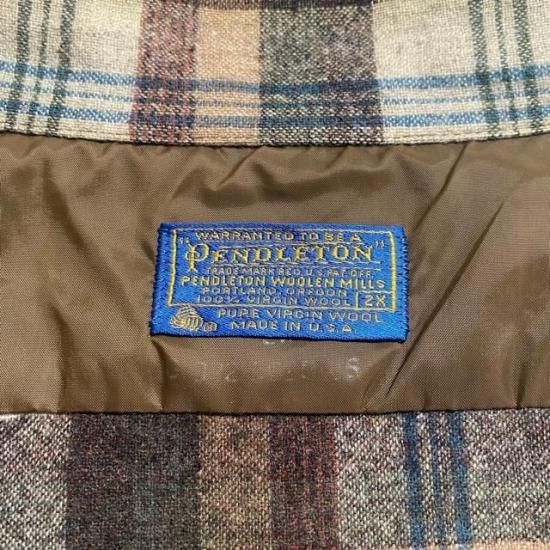 WARRANTED TO BE A
"PENDLETON"
TRADE MARK REG. U.S. PAT. OFF.
PENDLETON WOOLEN MILLS
PORTLAND, OREGON
100% VIRGIN WOOL 2X
PURE VIRGIN WOOL
MADE IN U.S.A.